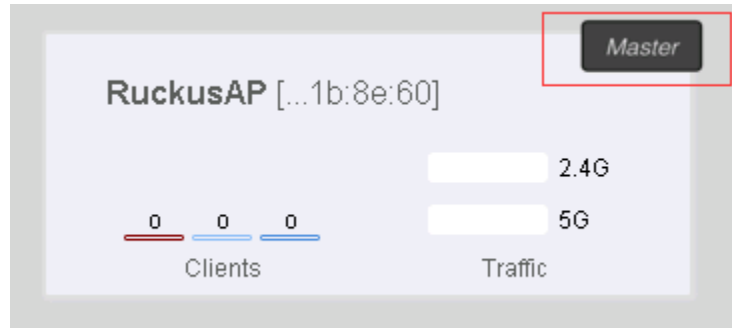 Master
RuckusAP [...1b:8e:60]
2.4G
0 0 0 5G
Clients Traffic